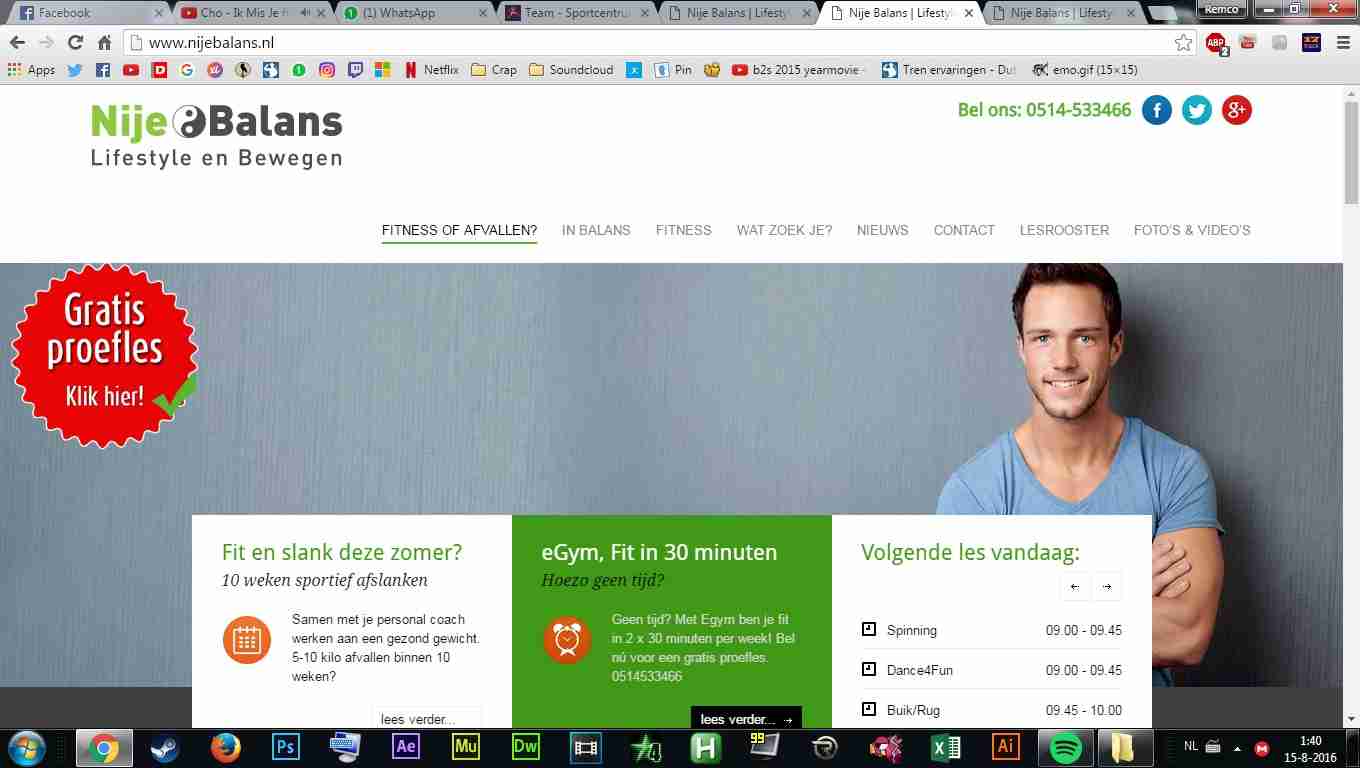 Facebook
Cho - Ik Mis Je f
(1) WhatsApp
Team - Sportcentru
Nije Balans | Lifesty
Nije Balans | Lifestyl
Nije Balans | Lifesty
Remco
www.nijebalans.nl
ABP
2
Apps
Netflix
Crap
Soundcloud
Pin
b2s 2015 yearmovie -
Tren ervaringen - Dut
emo.gif (15×15)
Nije Balans
Lifestyle en Bewegen
Bel ons: 0514-533466
FITNESS OF AFVALLEN?
IN BALANS
FITNESS
WAT ZOEK JE?
NIEUWS
CONTACT
LESROOSTER
FOTO'S & VIDEO'S
Gratis
proefles
Klik hier!
Fit en slank deze zomer?
10 weken sportief afslanken
Samen met je personal coach
werken aan een gezond gewicht.
5-10 kilo afvallen binnen 10
weken?
lees verder...
eGym, Fit in 30 minuten
Hoezo geen tijd?
Geen tijd? Met Egym ben je fit
in 2 x 30 minuten per week! Bel
nú voor een gratis proefles.
0514533466
lees verder... →
Volgende les vandaag:
← →
Spinning 09.00 - 09.45
Dance4Fun 09.00 - 09.45
Buik/Rug 09.45 - 10.00
Ps
Ae
Mu
Dw
4
H
99
Ai
NL
1:40
15-8-2016